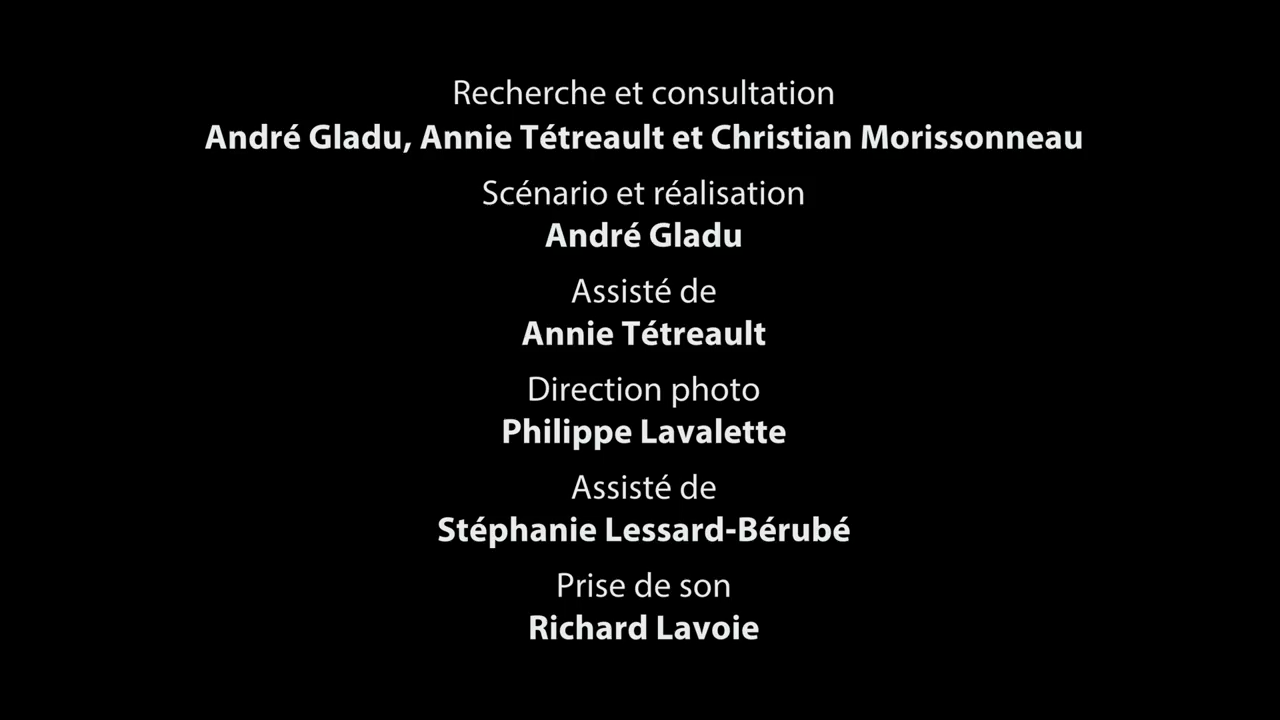 Recherche et consultation
André Gladu, Annie Tétreault et Christian Morissonneau
Scénario et réalisation
André Gladu
Assisté de
Annie Tétreault
Direction photo
Philippe Lavalette
Assisté de
Stéphanie Lessard-Bérubé
Prise de son
Richard Lavoie